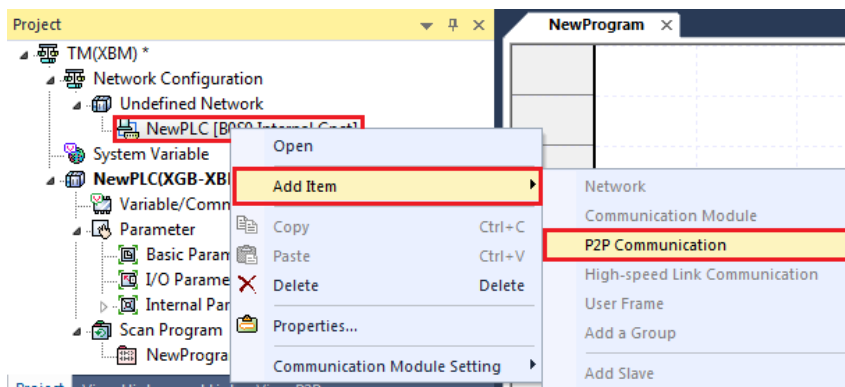 Project
NewProgram
TM(XBM) *
Network Configuration
Undefined Network
NewPLC [B0S0 Internal Cnet]
Open
System Variable
Add Item
Network
NewPLC(XGB-XB
Variable/Comm
Copy Ctrl+C
Communication Module
Parameter
P2P Communication
Basic Param
Paste Ctrl+V
High-speed Link Communication
I/O Parame
Delete Delete
User Frame
Internal Par
Scan Program
Properties...
Add a Group
NewProgra
Communication Module Setting
Add Slave
Project